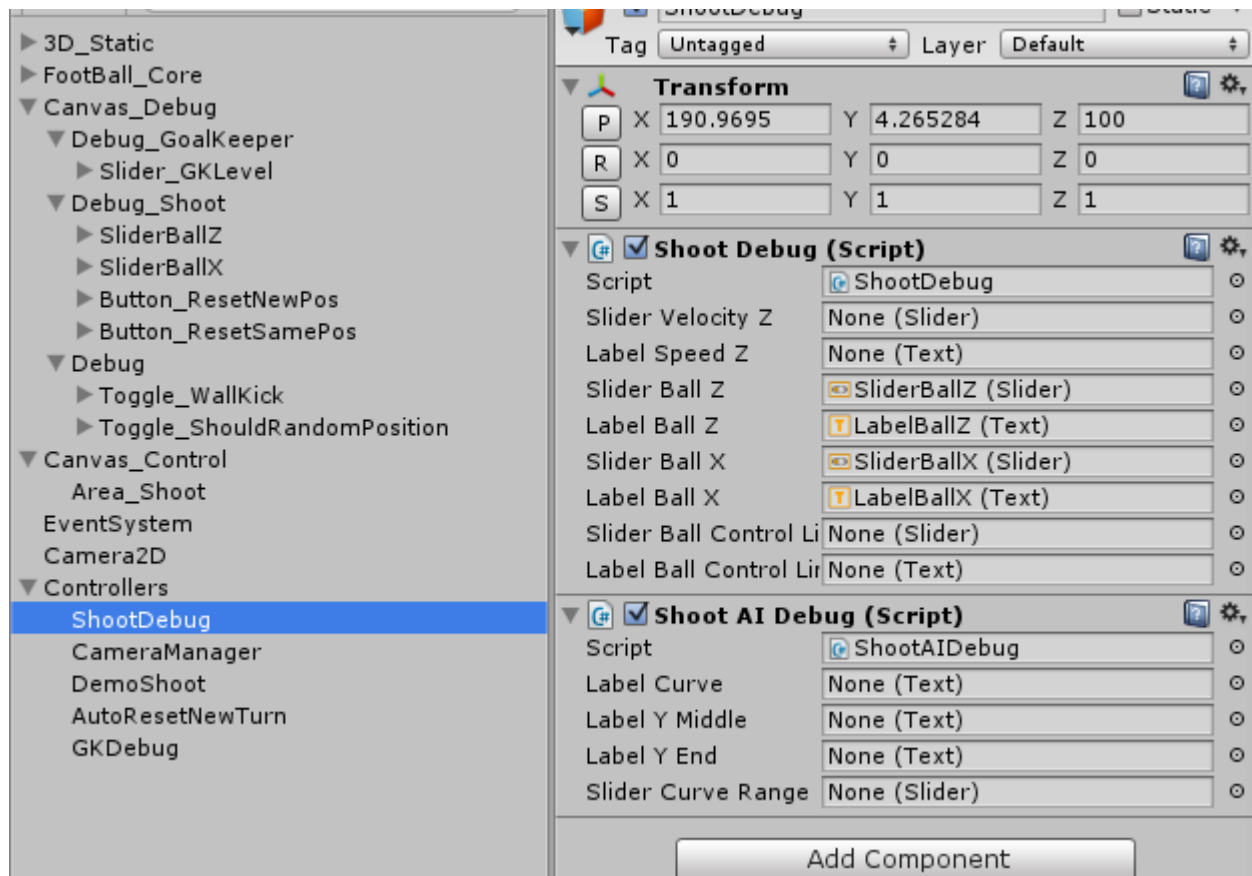 3D_Static
FootBall_Core
Canvas_Debug
Debug_GoalKeeper
Slider_GKLevel
Debug_Shoot
SliderBallZ
SliderBallX
Button_ResetNewPos
Button_ResetSamePos
Debug
Toggle_WallKick
Toggle_ShouldRandomPosition
Canvas_Control
Area_Shoot
EventSystem
Camera2D
Controllers
ShootDebug
CameraManager
DemoShoot
AutoResetNewTurn
GKDebug
ShootDebug Static
Tag Untagged Layer Default
Transform
P X 190.9695 Y 4.265284 Z 100
R X 0 Y 0 Z 0
S X 1 Y 1 Z 1
Shoot Debug (Script)
Script ShootDebug
Slider Velocity Z None (Slider)
Label Speed Z None (Text)
Slider Ball Z SliderBallZ (Slider)
Label Ball Z LabelBallZ (Text)
Slider Ball X SliderBallX (Slider)
Label Ball X LabelBallX (Text)
Slider Ball Control Li None (Slider)
Label Ball Control Lir None (Text)
Shoot AI Debug (Script)
Script ShootAIDebug
Label Curve None (Text)
Label Y Middle None (Text)
Label Y End None (Text)
Slider Curve Range None (Slider)
Add Component